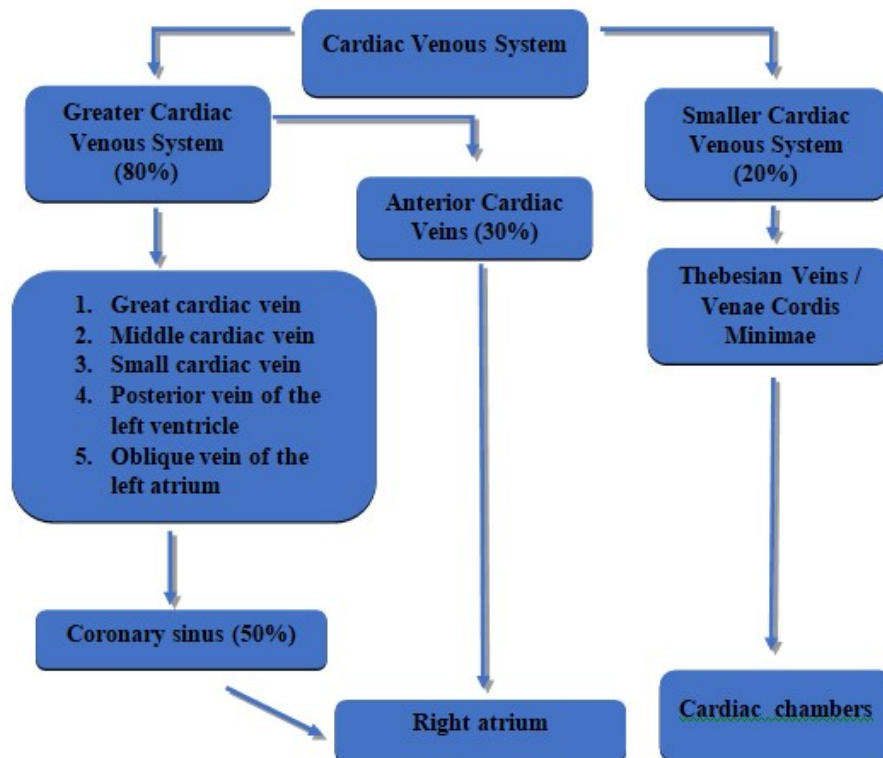 Cardiac Venous System
Greater Cardiac
Venous System
(80%)
Smaller Cardiac
Venous System
(20%)
Anterior Cardiac
Veins (30%)
Thebesian Veins /
Venae Cordis
Minimae
1. Great cardiac vein
2. Middle cardiac vein
3. Small cardiac vein
4. Posterior vein of the
left ventricle
5. Oblique vein of the
left atrium
Coronary sinus (50%)
Right atrium
Cardiac chambers